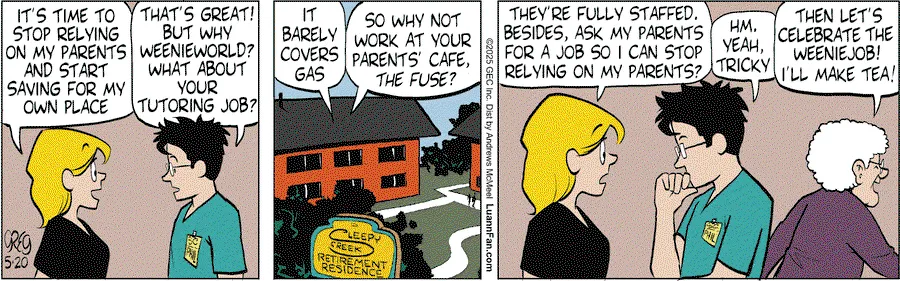 IT'S TIME TO
STOP RELYING
ON MY PARENTS
AND START
SAVING FOR MY
OWN PLACE
THAT'S GREAT!
BUT WHY
WEENIEWORLD?
WHAT ABOUT
YOUR
TUTORING JOB?
GREG
5-20
IT
BARELY
COVERS
GAS
SO WHY NOT
WORK AT YOUR
PARENTS' CAFE,
THE FUSE?
SLEEPY
CREEK
RETIREMENT
RESIDENCE
©2025 GEC Inc. Dist by Andrews McMeel LuannFan.com
THEY'RE FULLY STAFFED.
BESIDES, ASK MY PARENTS
FOR A JOB SO I CAN STOP
RELYING ON MY PARENTS?
HM.
YEAH,
TRICKY
THEN LET'S
CELEBRATE THE
WEENIEJOB!
I'LL MAKE TEA!